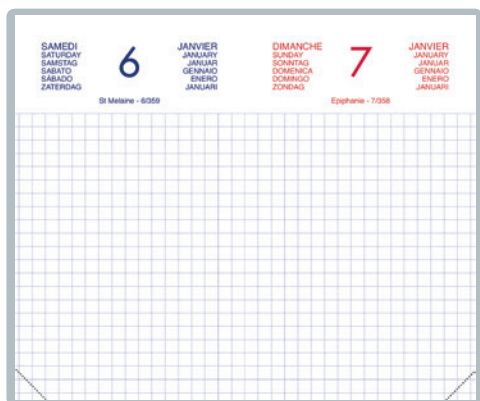 SAMEDI
SATURDAY
SAMSTAG
SABATO
SÁBADO
ZATERDAG
6
JANVIER
JANUARY
JANUAR
GENNAIO
ENERO
JANUARI
St Melaine - 6/359
DIMANCHE
SUNDAY
SONNTAG
DOMENICA
DOMINGO
ZONDAG
7
JANVIER
JANUARY
JANUAR
GENNAIO
ENERO
JANUARI
Epiphanie - 7/358